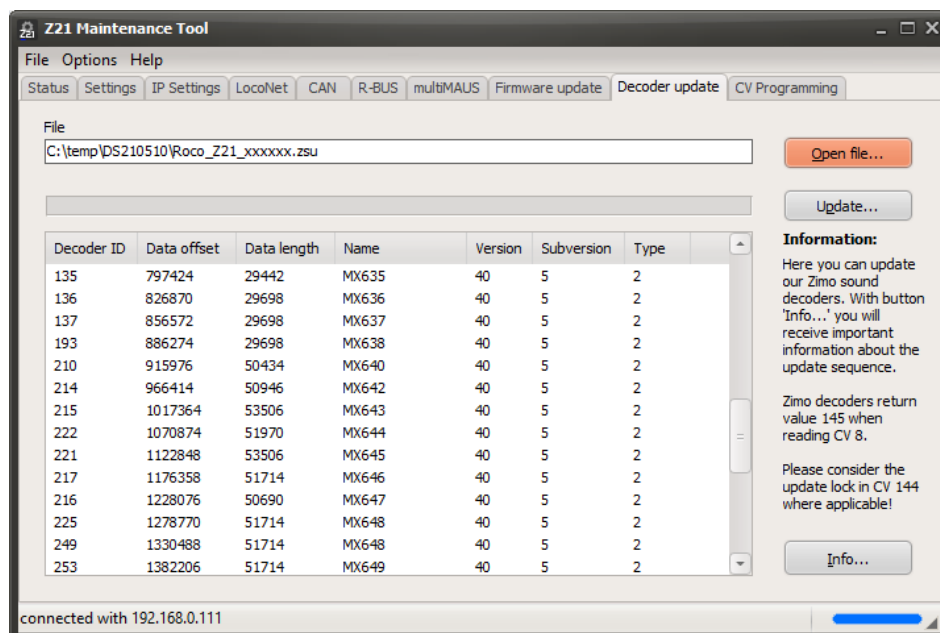 Z21 Maintenance Tool
File Options Help
Status Settings IP Settings LocoNet CAN R-BUS multiMAUS Firmware update Decoder update CV Programming
File
C:\temp\DS210510\Roco_Z21_xxxxxx.zsu
Open file...
Update...
Decoder ID Data offset Data length Name Version Subversion Type
135 797424 29442 MX635 40 5 2
136 826870 29698 MX636 40 5 2
137 856572 29698 MX637 40 5 2
193 886274 29698 MX638 40 5 2
210 915976 50434 MX640 40 5 2
214 966414 50946 MX642 40 5 2
215 1017364 53506 MX643 40 5 2
222 1070874 51970 MX644 40 5 2
221 1122848 53506 MX645 40 5 2
217 1176358 51714 MX646 40 5 2
216 1228076 50690 MX647 40 5 2
225 1278770 51714 MX648 40 5 2
249 1330488 51714 MX648 40 5 2
253 1382206 51714 MX649 40 5 2
Information:
Here you can update
our Zimo sound
decoders. With button
'Info...' you will
receive important
information about the
update sequence.
Zimo decoders return
value 145 when
reading CV 8.
Please consider the
update lock in CV 144
where applicable!
Info...
connected with 192.168.0.111